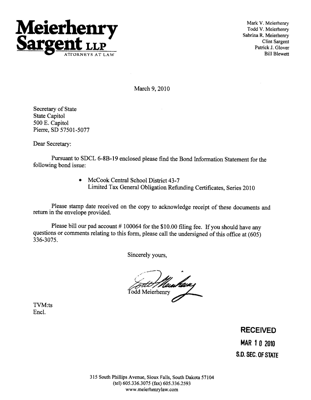 Meierhenry
Sargent LLP
ATTORNEYS AT LAW
Mark V. Meierhenry
Todd V. Meierhenry
Sabrina R. Meierhenry
Clint Sargent
Patrick J. Glover
Bill Blewett
March 9, 2010
Secretary of State
State Capitol
500 E. Capitol
Pierre, SD 57501-5077
Dear Secretary:
Pursuant to SDCL 6-8B-19 enclosed please find the Bond Information Statement for the
following bond issue:
• McCook Central School District 43-7
Limited Tax General Obligation Refunding Certificates, Series 2010
Please stamp date received on the copy to acknowledge receipt of these documents and
return in the envelope provided.
Please bill our pad account # 100064 for the $10.00 filing fee. If you should have any
questions or comments relating to this form, please call the undersigned of this office at (605)
336-3075.
Sincerely yours,
Todd Meierhenry
Todd Meierhenry
TVM:ts
Encl.
RECEIVED
MAR 10 2010
S.D. SEC. OF STATE
315 South Phillips Avenue, Sioux Falls, South Dakota 57104
(tel) 605.336.3075 (fax) 605.336.2593
www.meierhenrylaw.com